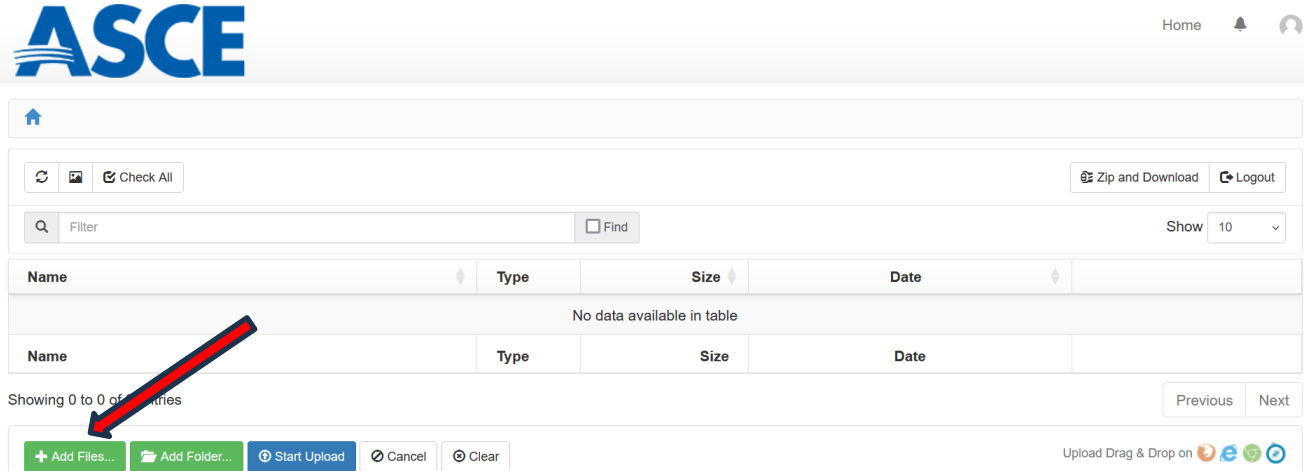 ASCE
Home
Check All
Zip and Download Logout
Filter Find Show 10
Name Type Size Date
No data available in table
Name Type Size Date
Showing 0 to 0 of
Previous Next
Add Files... Add Folder... Start Upload Cancel Clear
Upload Drag & Drop on